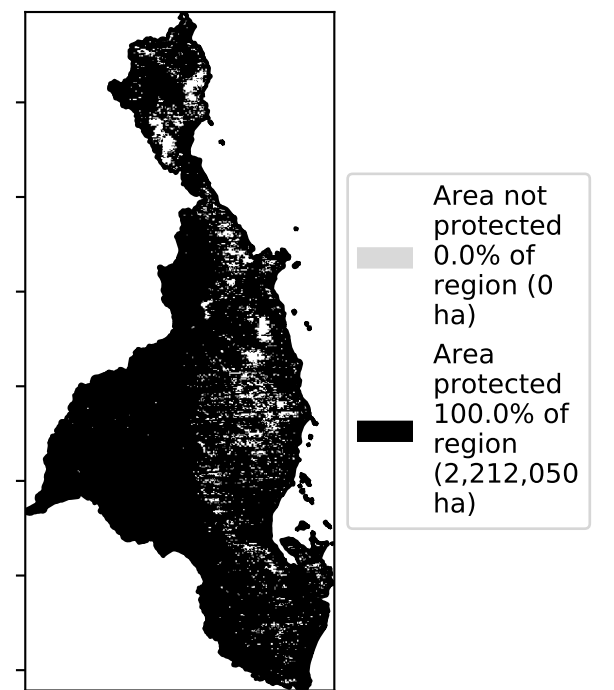 Area not
protected
0.0% of
region (0
ha)
Area
protected
100.0% of
region
(2,212,050
ha)